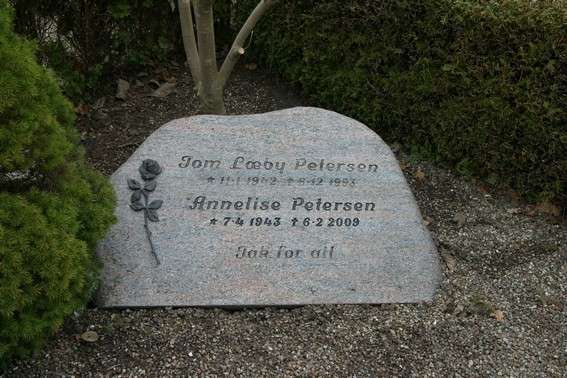 Tom Læby Petersen
★ 11·1 1942 ✝ 8·12 1993
Annelise Petersen
★ 7·4 1943 ✝ 6·2 2009
Tak for alt